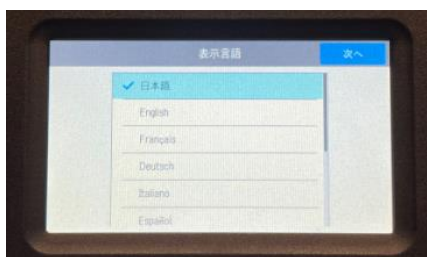 表示言語
次へ
日本語
English
Français
Deutsch
Italiano
Español